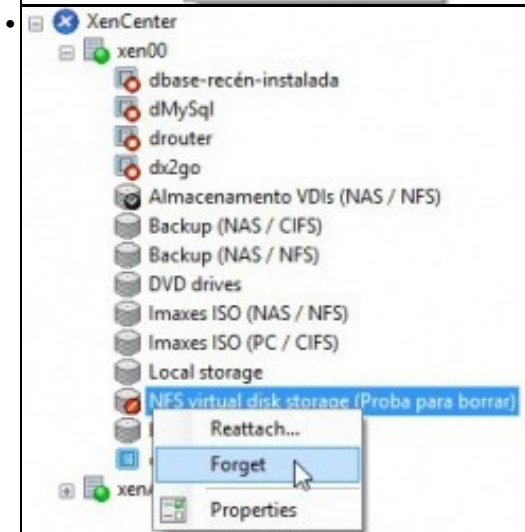 XenCenter
xen00
dbase-recén-instalada
dMySql
drouter
dx2go
Almacenamento VDIs (NAS / NFS)
Backup (NAS / CIFS)
Backup (NAS / NFS)
DVD drives
Imaxes ISO (NAS / NFS)
Imaxes ISO (PC / CIFS)
Local storage
NFS virtual disk storage (Proba para borrar)
Reattach...
Forget
Properties